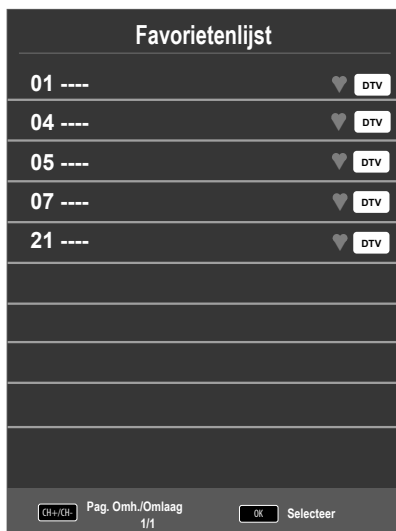 Favorietenlijst
01 ---- DTV
04 ---- DTV
05 ---- DTV
07 ---- DTV
21 ---- DTV
CH+/CH- Pag. Omh./Omlaag OK Selecteer
1/1